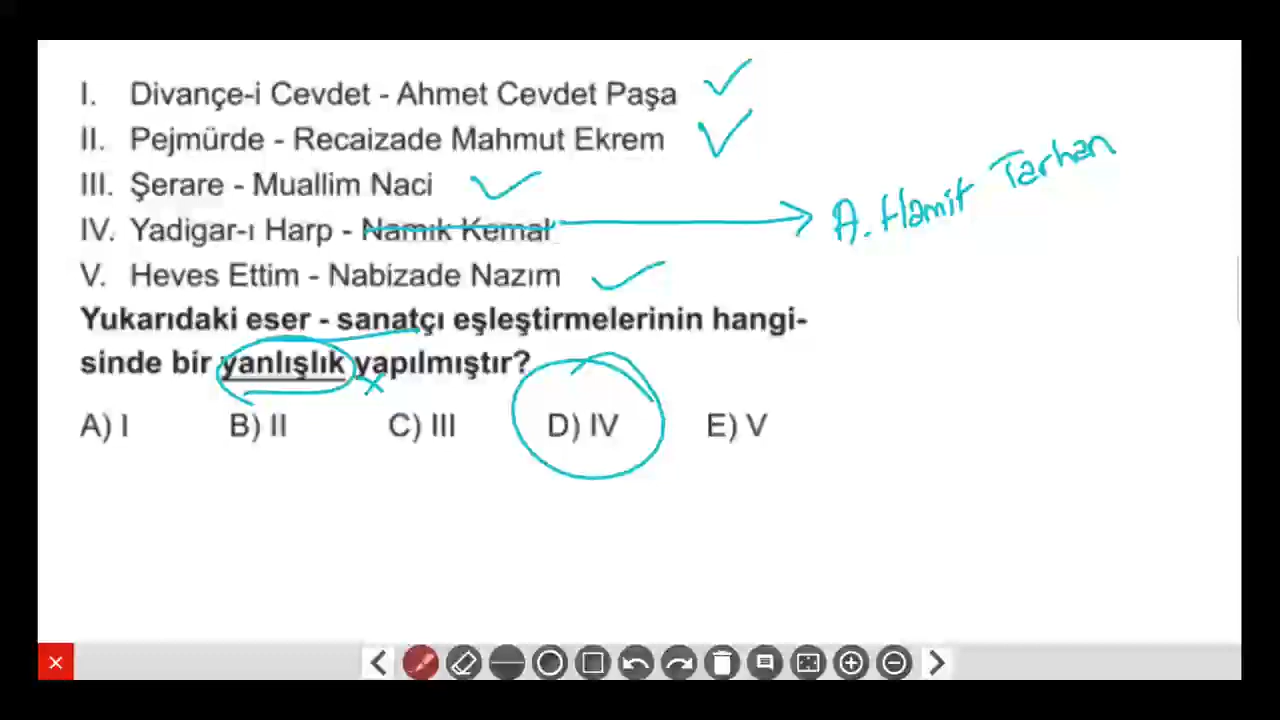 I. Divançe-i Cevdet - Ahmet Cevdet Paşa
II. Pejmürde - Recaizade Mahmut Ekrem
III. Şerare - Muallim Naci
IV. Yadigar-ı Harp - Namık Kemal A. Hamit Tarhan
V. Heves Ettim - Nabizade Nazım
Yukarıdaki eser - sanatçı eşleştirmelerinin hangi-
sinde bir yanlışlık yapılmıştır?
A) I B) II C) III D) IV E) V